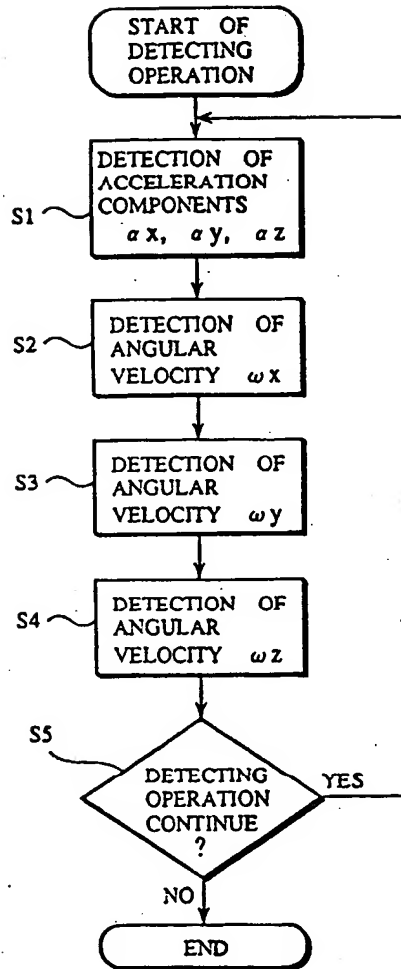 START OF
DETECTING
OPERATION
S1
DETECTION OF
ACCELERATION
COMPONENTS
αx, αy, αz
S2
DETECTION OF
ANGULAR
VELOCITY ωx
S3
DETECTION OF
ANGULAR
VELOCITY ωy
S4
DETECTION OF
ANGULAR
VELOCITY ωz
S5
DETECTING
OPERATION
CONTINUE
?
YES
NO
END